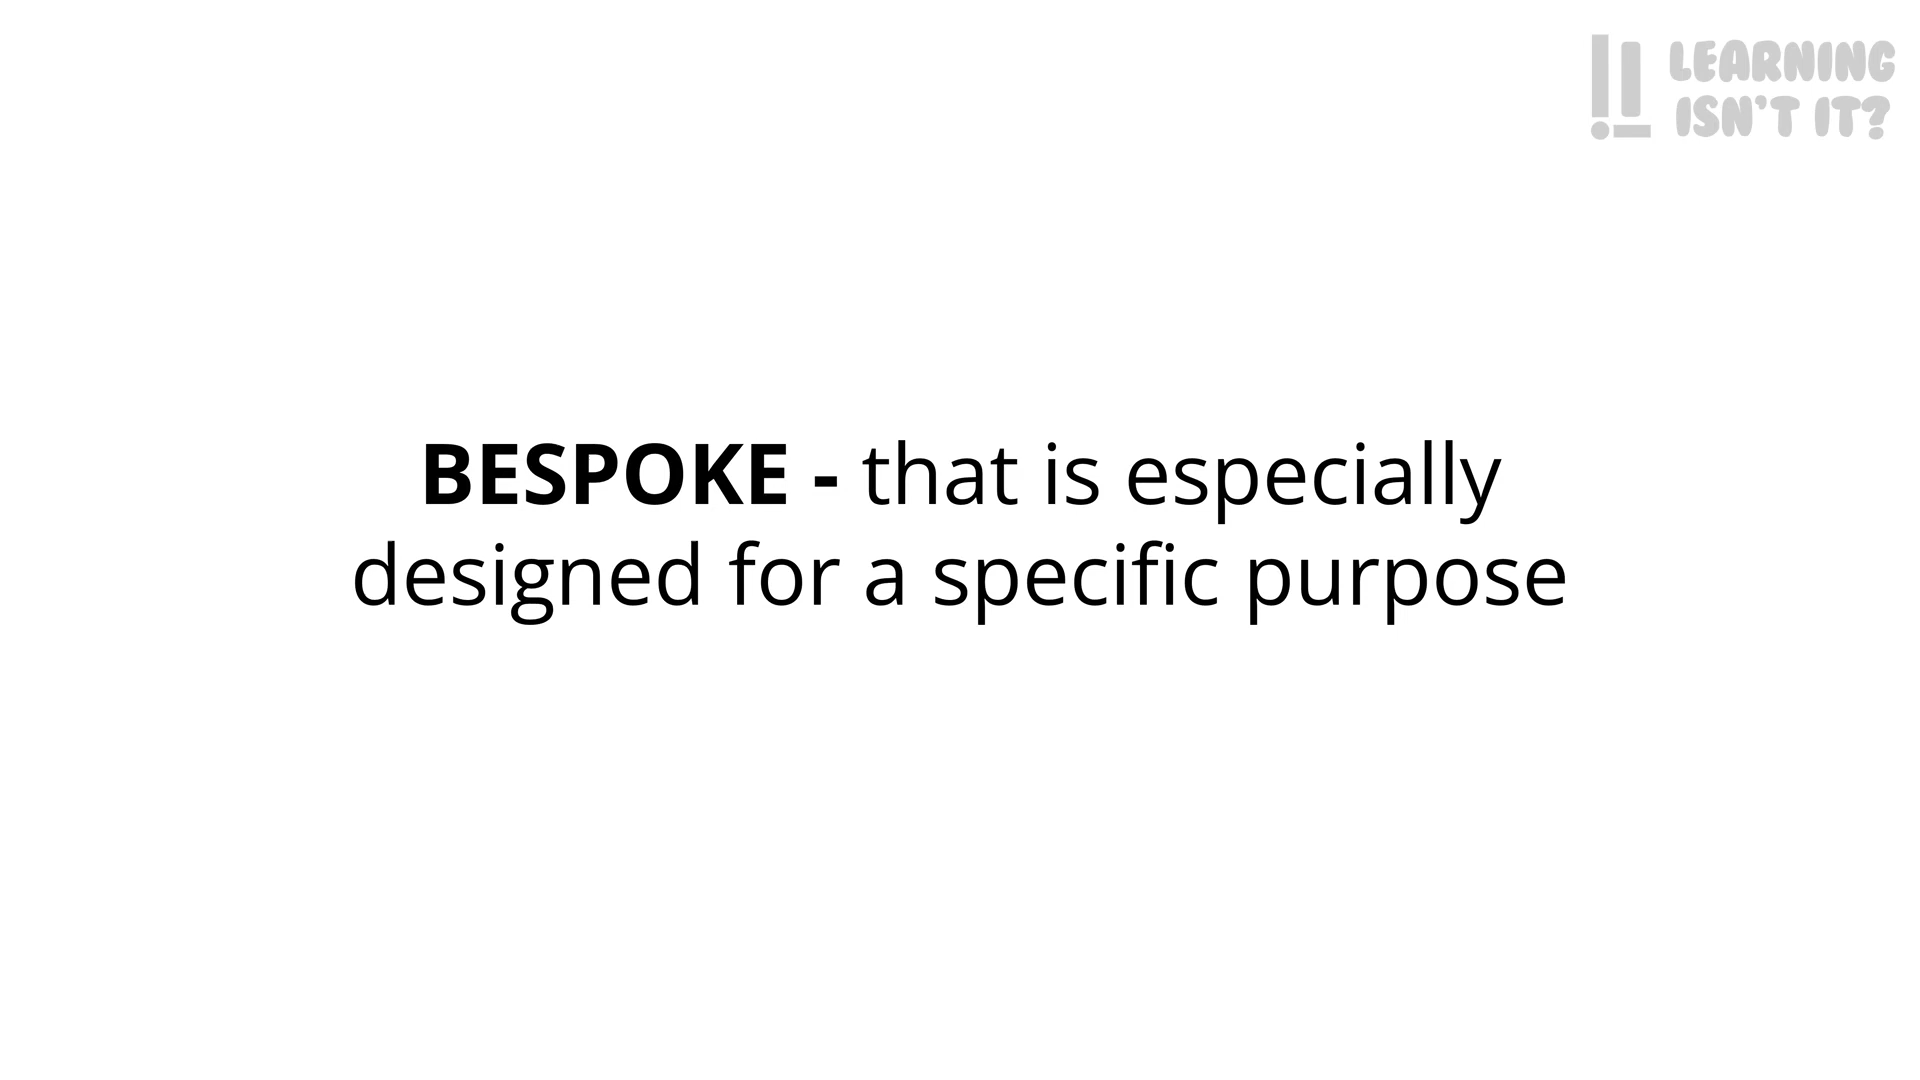 LEARNING
ISN'T IT?
BESPOKE - that is especially
designed for a specific purpose